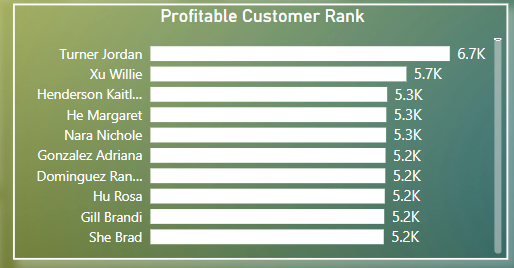 Profitable Customer Rank
Turner Jordan 6.7K
Xu Willie 5.7K
Henderson Kaitl... 5.3K
He Margaret 5.3K
Nara Nichole 5.3K
Gonzalez Adriana 5.2K
Dominguez Ran... 5.2K
Hu Rosa 5.2K
Gill Brandi 5.2K
She Brad 5.2K